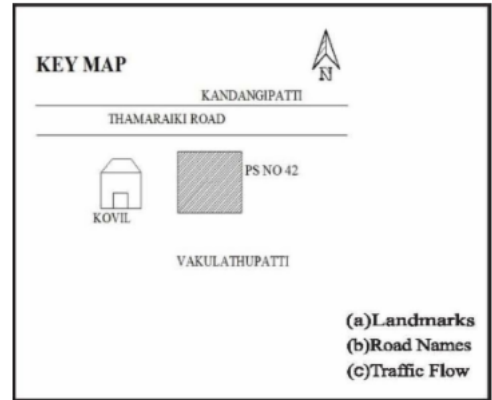 KEY MAP
N
KANDANGIPATTI
THAMARAIKI ROAD
PS NO 42
KOVIL
VAKULATHUPATTI
(a)Landmarks
(b)Road Names
(c)Traffic Flow